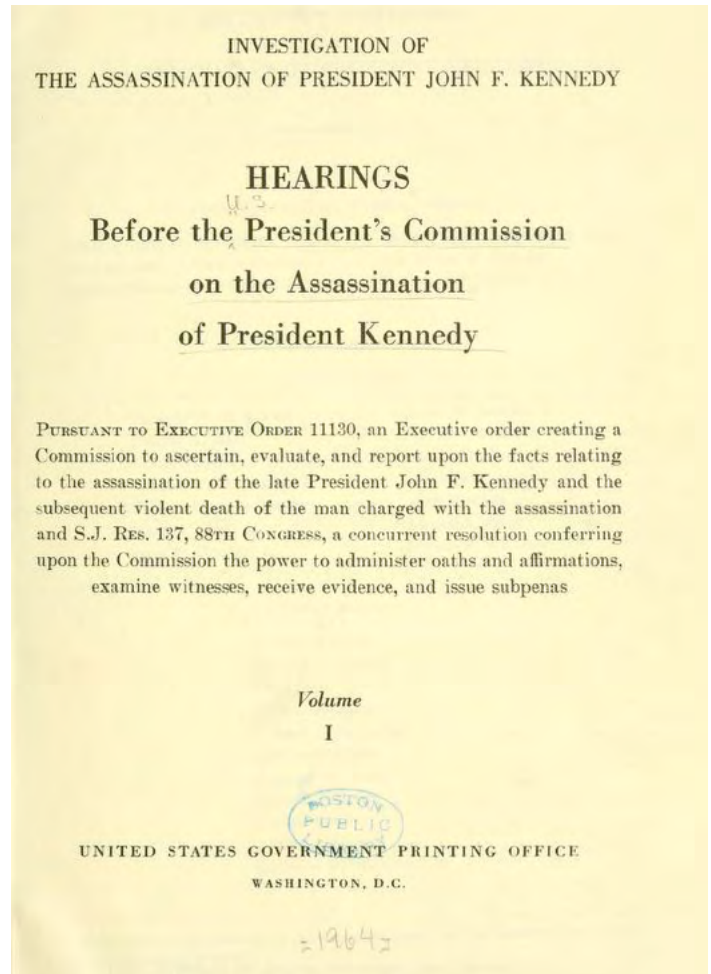 INVESTIGATION OF
THE ASSASSINATION OF PRESIDENT JOHN F. KENNEDY
HEARINGS
U.S.
Before the President's Commission
on the Assassination
of President Kennedy
PURSUANT TO EXECUTIVE ORDER 11130, an Executive order creating a
Commission to ascertain, evaluate, and report upon the facts relating
to the assassination of the late President John F. Kennedy and the
subsequent violent death of the man charged with the assassination
and S.J. RES. 137, 88TH CONGRESS, a concurrent resolution conferring
upon the Commission the power to administer oaths and affirmations,
examine witnesses, receive evidence, and issue subpenas
Volume
I
BOSTON
PUBLIC
LIBRARY
UNITED STATES GOVERNMENT PRINTING OFFICE
WASHINGTON, D.C.
-1964-